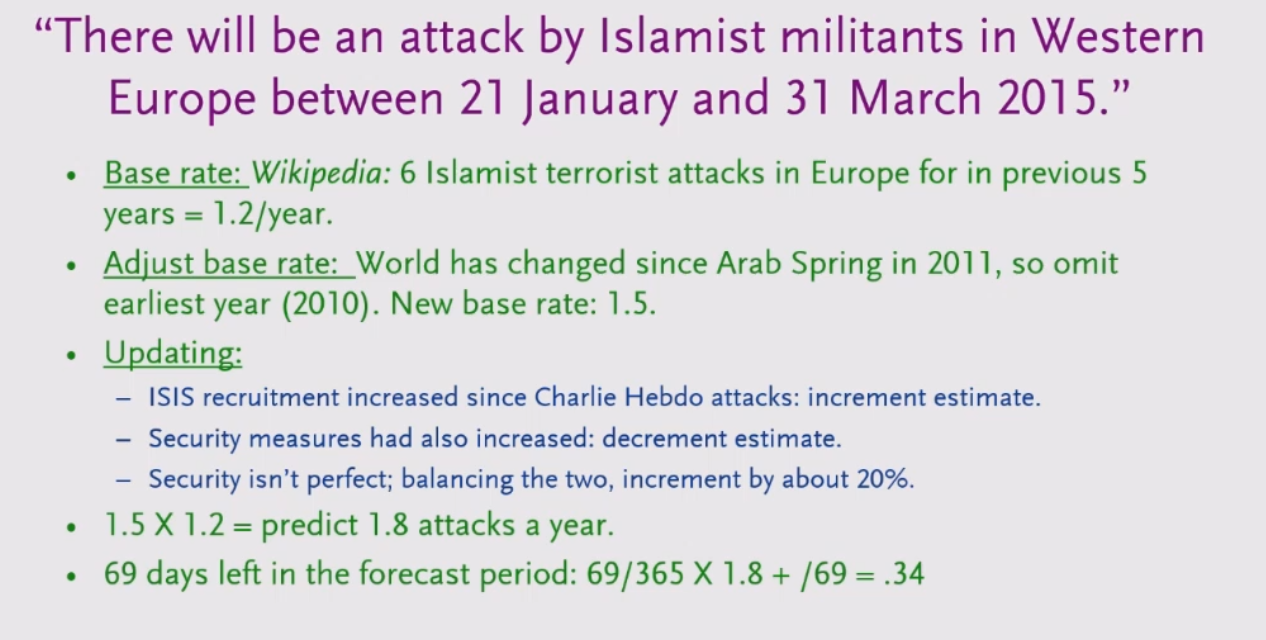 “There will be an attack by Islamist militants in Western
Europe between 21 January and 31 March 2015.”
• Base rate: Wikipedia: 6 Islamist terrorist attacks in Europe for in previous 5
years = 1.2/year.
• Adjust base rate: World has changed since Arab Spring in 2011, so omit
earliest year (2010). New base rate: 1.5.
• Updating:
– ISIS recruitment increased since Charlie Hebdo attacks: increment estimate.
– Security measures had also increased: decrement estimate.
– Security isn’t perfect; balancing the two, increment by about 20%.
• 1.5 X 1.2 = predict 1.8 attacks a year.
• 69 days left in the forecast period: 69/365 X 1.8 + /69 = .34